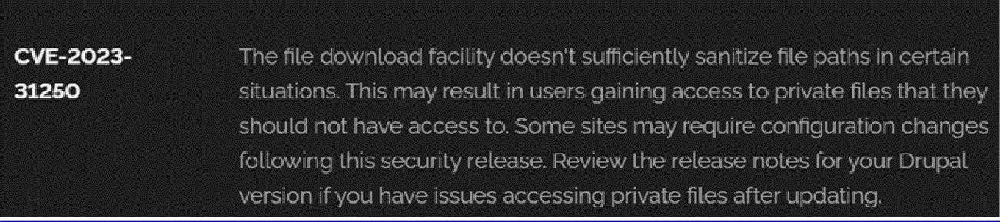 CVE-2023-
31250
The file download facility doesn't sufficiently sanitize file paths in certain
situations. This may result in users gaining access to private files that they
should not have access to. Some sites may require configuration changes
following this security release. Review the release notes for your Drupal
version if you have issues accessing private files after updating.